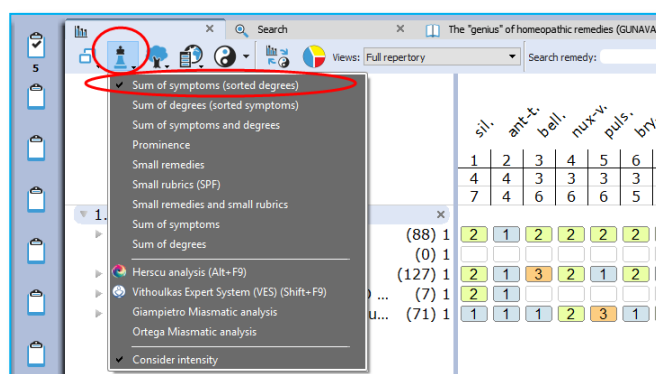 Search
The "genius" of homeopathic remedies (GUNAVA
5
Views: Full repertory Search remedy:
Sum of symptoms (sorted degrees)
Sum of degrees (sorted symptoms)
Sum of symptoms and degrees
Prominence
Small remedies
Small rubrics (SPF)
Small remedies and small rubrics
Sum of symptoms
Sum of degrees
Herscu analysis (Alt+F9)
Vithoulkas Expert System (VES) (Shift+F9)
Giampietro Miasmatic analysis
Ortega Miasmatic analysis
Consider intensity
sil. ant-t. bell. nux-v. puls. bry.
1 2 3 4 5 6
4 4 3 3 3 3
7 4 6 6 6 5
1.
(88) 1 2 1 2 2 2 2
(0) 1
(127) 1 2 1 3 2 1 2
... (7) 1 2 1
u... (71) 1 1 1 1 2 3 1